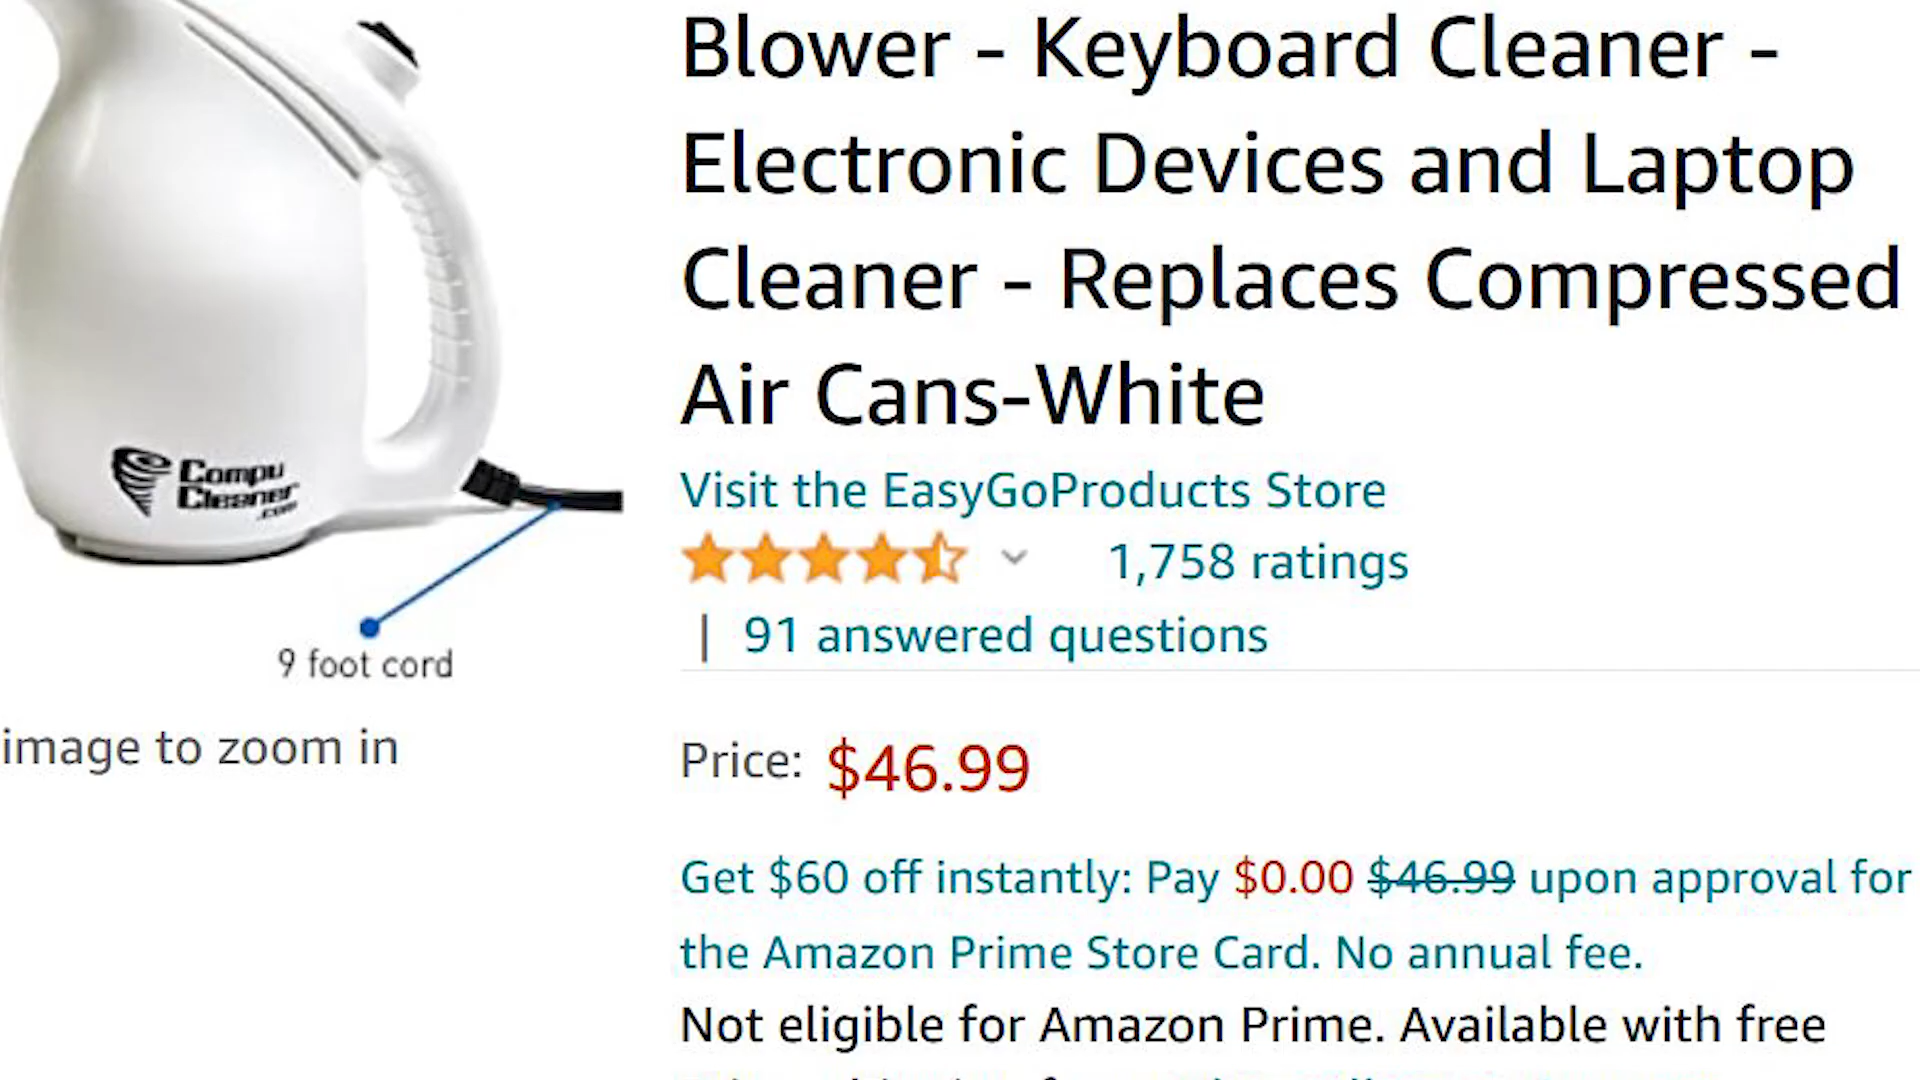 Blower - Keyboard Cleaner -
Electronic Devices and Laptop
Cleaner - Replaces Compressed
Air Cans-White
Visit the EasyGoProducts Store
1,758 ratings
| 91 answered questions
Price: $46.99
Get $60 off instantly: Pay $0.00 $46.99 upon approval for
the Amazon Prime Store Card. No annual fee.
Not eligible for Amazon Prime. Available with free
Compu
Cleaner
.com
9 foot cord
image to zoom in